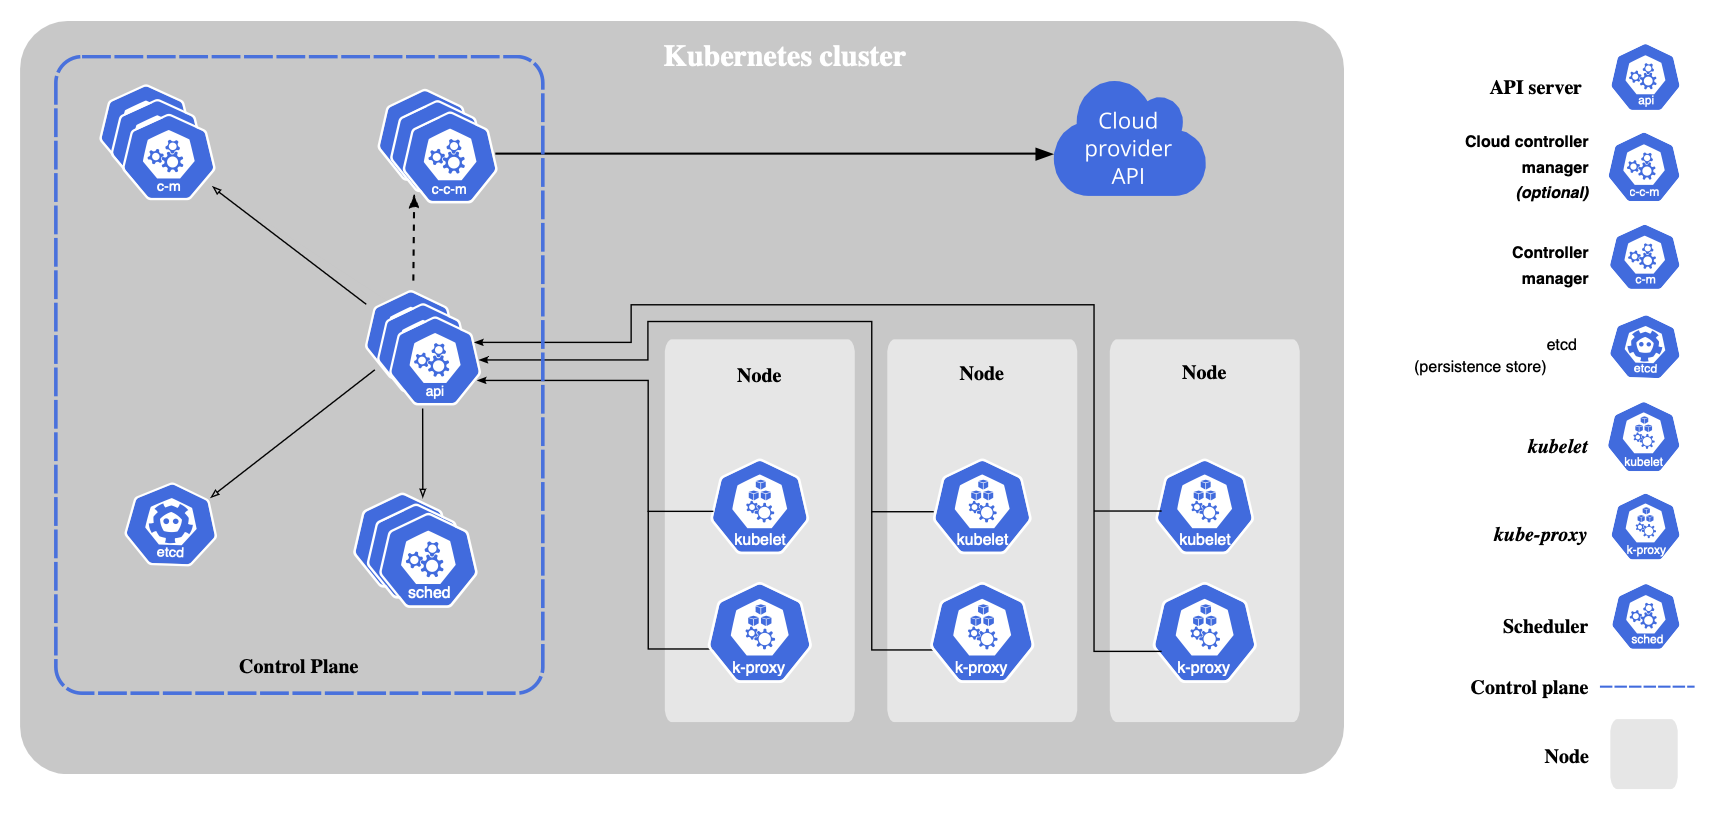 Kubernetes cluster
c-m
c-c-m
Cloud
provider
API
api
etcd
sched
Control Plane
Node
kubelet
k-proxy
Node
kubelet
k-proxy
Node
kubelet
k-proxy
API server
api
Cloud controller
manager
(optional)
c-c-m
Controller
manager
c-m
etcd
(persistence store)
etcd
kubelet
kubelet
kube-proxy
k-proxy
Scheduler
sched
Control plane
Node